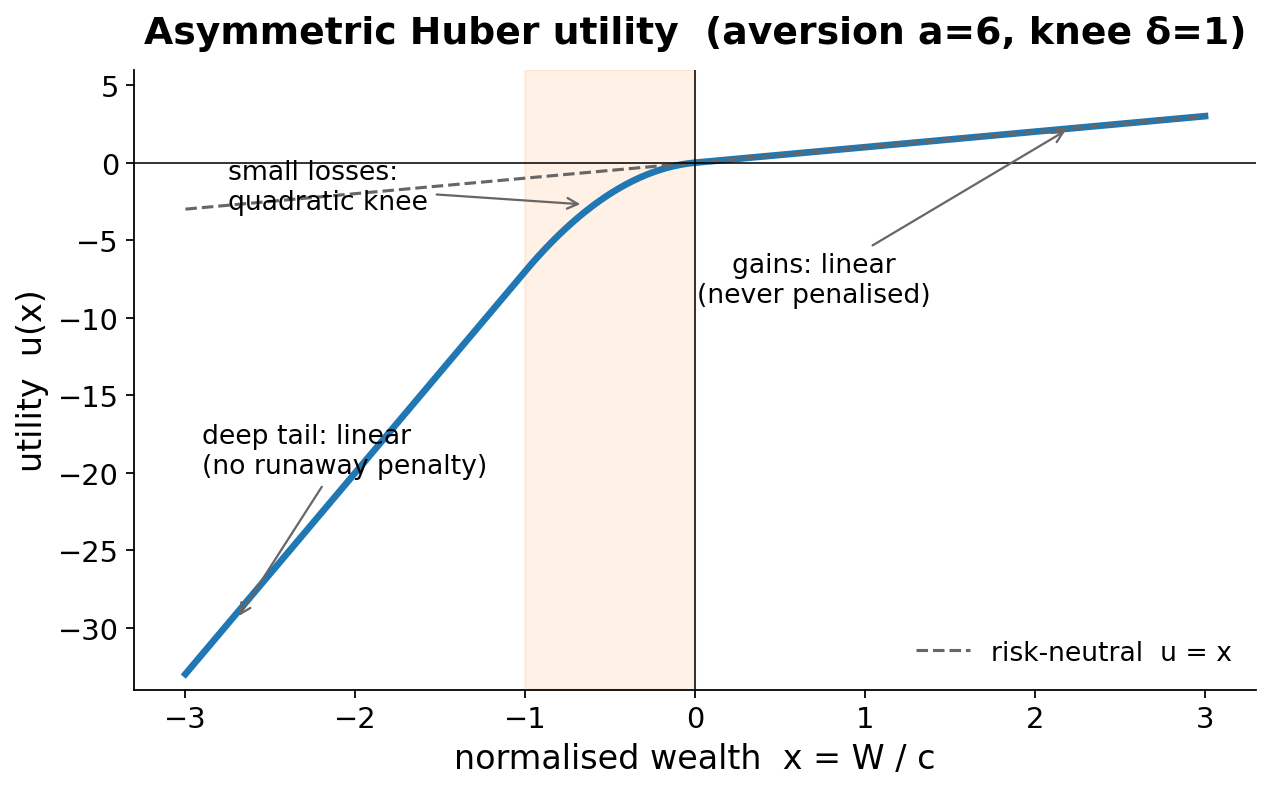 Asymmetric Huber utility  (aversion a=6, knee δ=1)
utility  u(x)
5
0
−5
−10
−15
−20
−25
−30
small losses:
quadratic knee
gains: linear
(never penalised)
deep tail: linear
(no runaway penalty)
risk-neutral  u = x
−3
−2
−1
0
1
2
3
normalised wealth  x = W / c